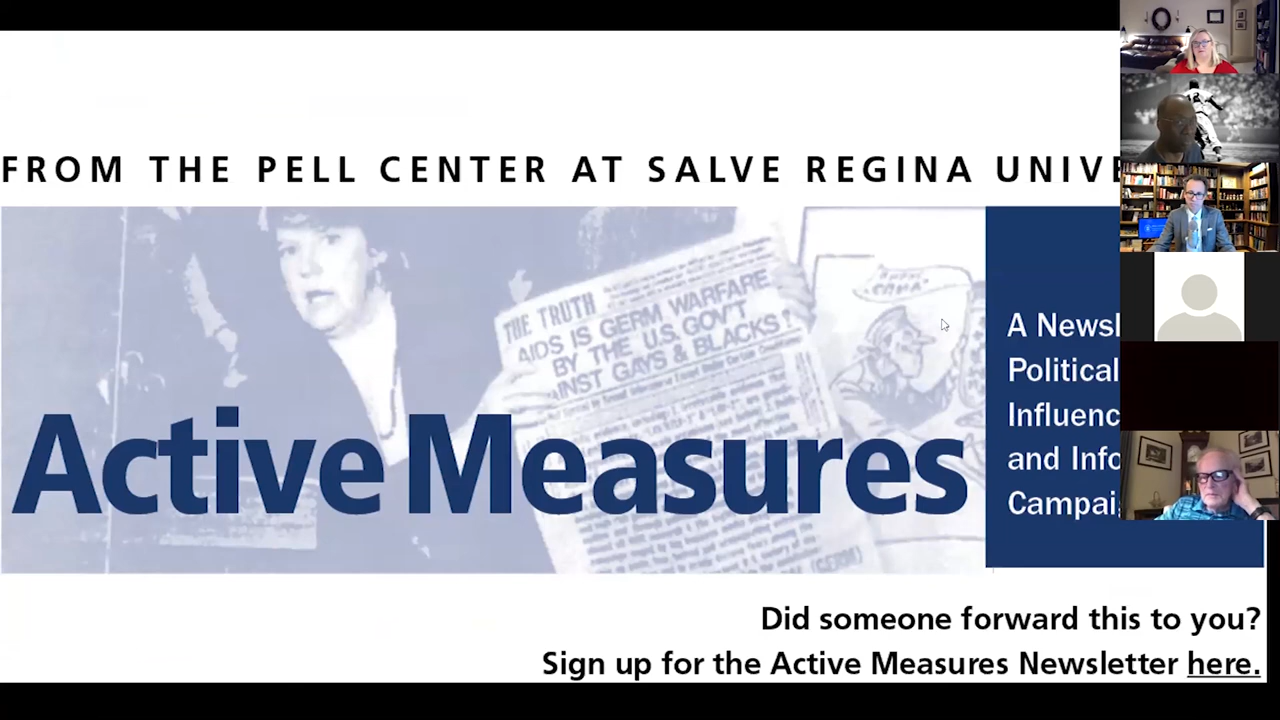 FROM THE PELL CENTER AT SALVE REGINA UNIVE
THE TRUTH
AIDS IS GERM WARFARE
BY THE U.S. GOV'T
INST GAYS & BLACKS!
Active Measures
A Newsl
Political
Influenc
and Info
Campai
(GERM)
Did someone forward this to you?
Sign up for the Active Measures Newsletter here.